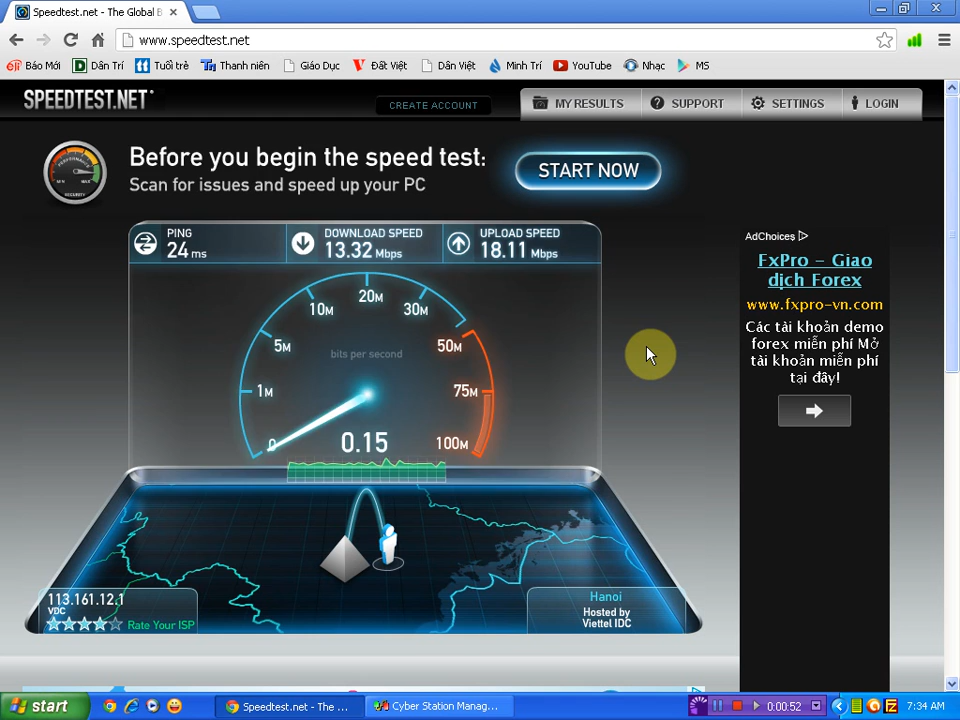 Speedtest.net - The Global B
www.speedtest.net
Báo Mới
Dân Trí
Tuổi trẻ
Thanh niên
Giáo Dục
Đất Việt
Dân Việt
Minh Trí
YouTube
Nhạc
MS
SPEEDTEST.NET
CREATE ACCOUNT
MY RESULTS
SUPPORT
SETTINGS
LOGIN
Before you begin the speed test:
Scan for issues and speed up your PC
START NOW
PING
24 ms
DOWNLOAD SPEED
13.32 Mbps
UPLOAD SPEED
18.11 Mbps
AdChoices
FxPro – Giao
dịch Forex
www.fxpro-vn.com
Các tài khoản demo
forex miễn phí Mở
tài khoản miễn phí
tại đây!
20M
10M
30M
5M
bits per second
50M
1M
75M
0
0.15
100M
113.161.12.1
VDC
Rate Your ISP
Hanoi
Hosted by
Viettel IDC
start
Speedtest.net - The ...
Cyber Station Manag...
0:00:52
7:34 AM